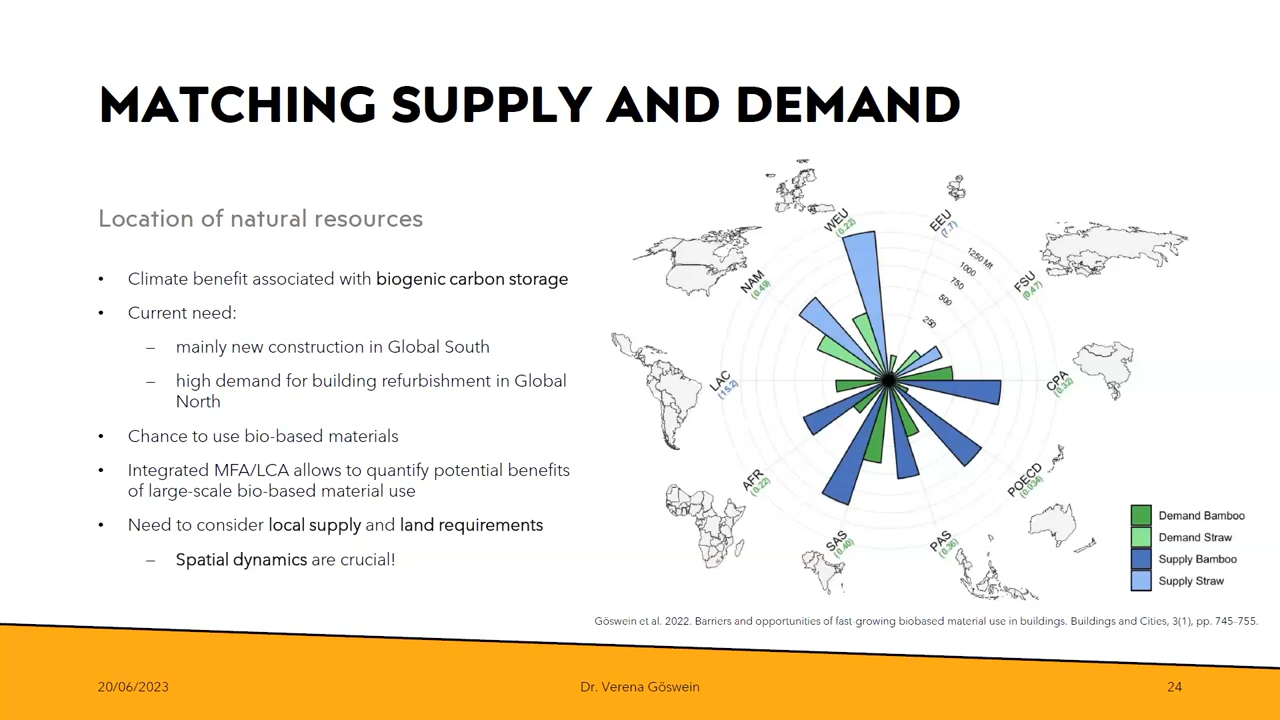 MATCHING SUPPLY AND DEMAND
Location of natural resources
• Climate benefit associated with biogenic carbon storage
• Current need:
– mainly new construction in Global South
– high demand for building refurbishment in Global
North
• Chance to use bio-based materials
• Integrated MFA/LCA allows to quantify potential benefits
of large-scale bio-based material use
• Need to consider local supply and land requirements
– Spatial dynamics are crucial!
WEU
(0.22)
EEU
(7.7)
FSU
(0.47)
CPA
(0.32)
POECD
(0.034)
PAS
(0.36)
SAS
(0.40)
AFR
(0.22)
LAC
(15.2)
NAM
(0.49)
1250 Mt
1000
750
500
250
Demand Bamboo
Demand Straw
Supply Bamboo
Supply Straw
Göswein et al. 2022. Barriers and opportunities of fast-growing biobased material use in buildings. Buildings and Cities, 3(1), pp. 745-755.
20/06/2023
Dr. Verena Göswein
24